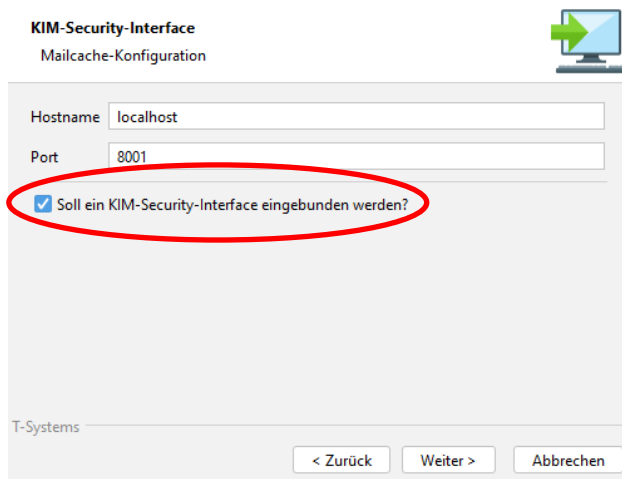 KIM-Security-Interface
Mailcache-Konfiguration
Hostname localhost
Port 8001
Soll ein KIM-Security-Interface eingebunden werden?
T-Systems
< Zurück Weiter > Abbrechen